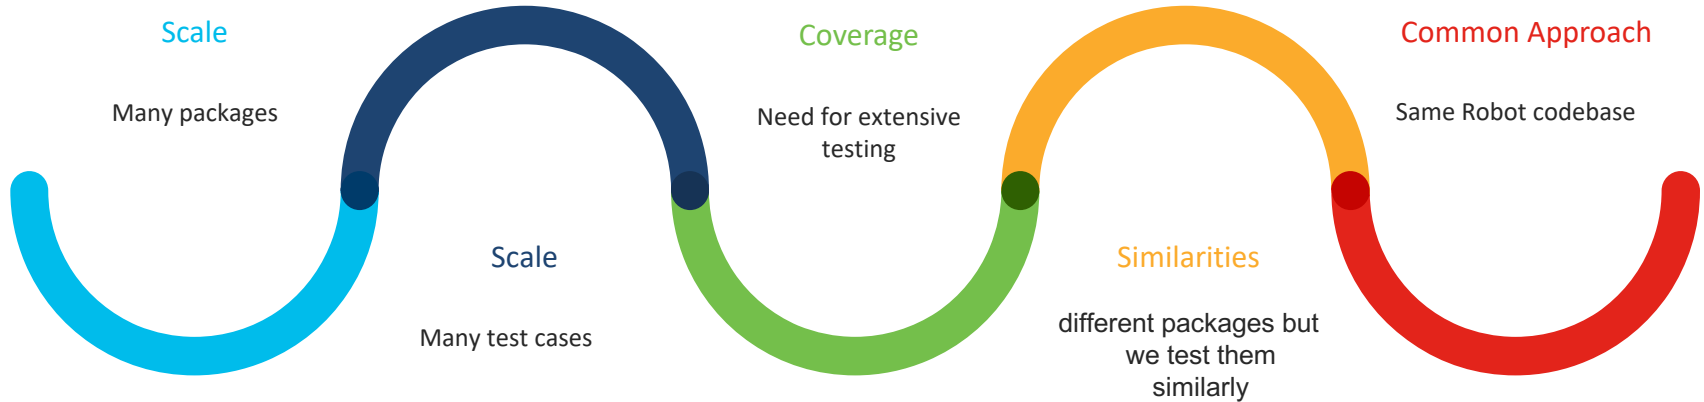 Scale
Many packages
Scale
Many test cases
Coverage
Need for extensive
testing
Similarities
different packages but
we test them
similarly
Common Approach
Same Robot codebase